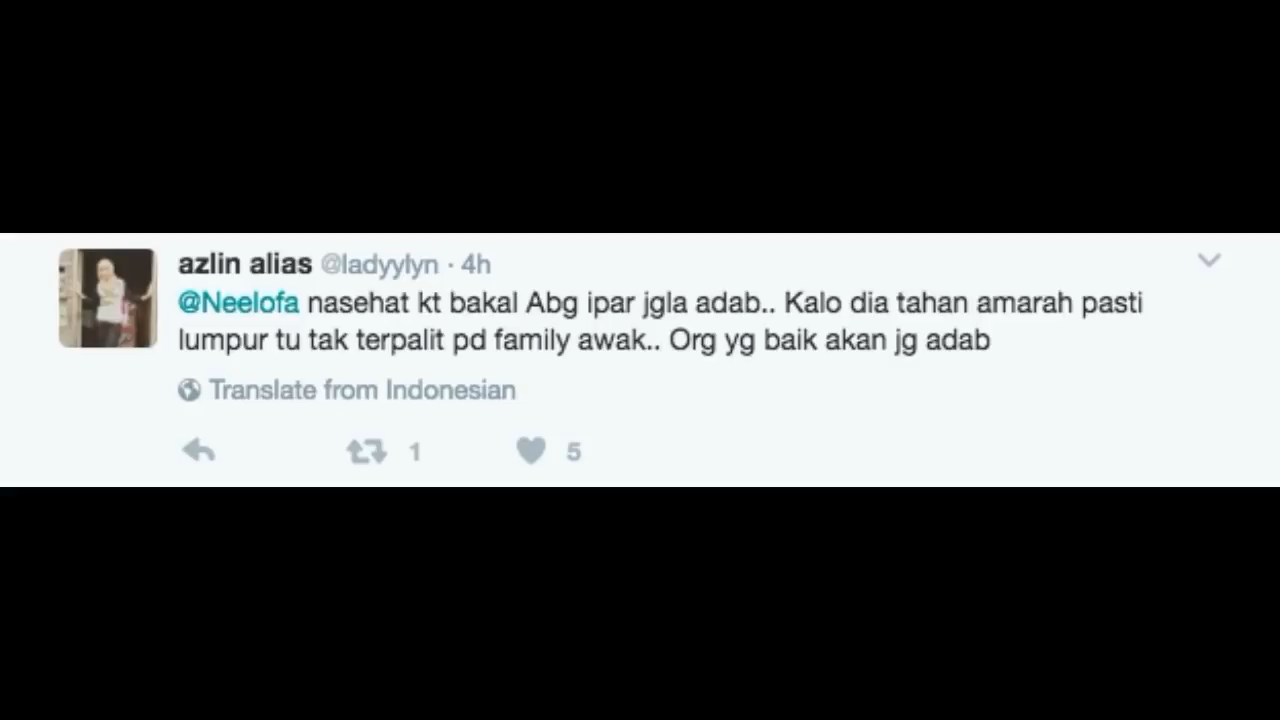 azlin alias @ladyylyn · 4h
@Neelofa nasehat kt bakal Abg ipar jgla adab.. Kalo dia tahan amarah pasti
lumpur tu tak terpalit pd family awak.. Org yg baik akan jg adab
Translate from Indonesian
1 5